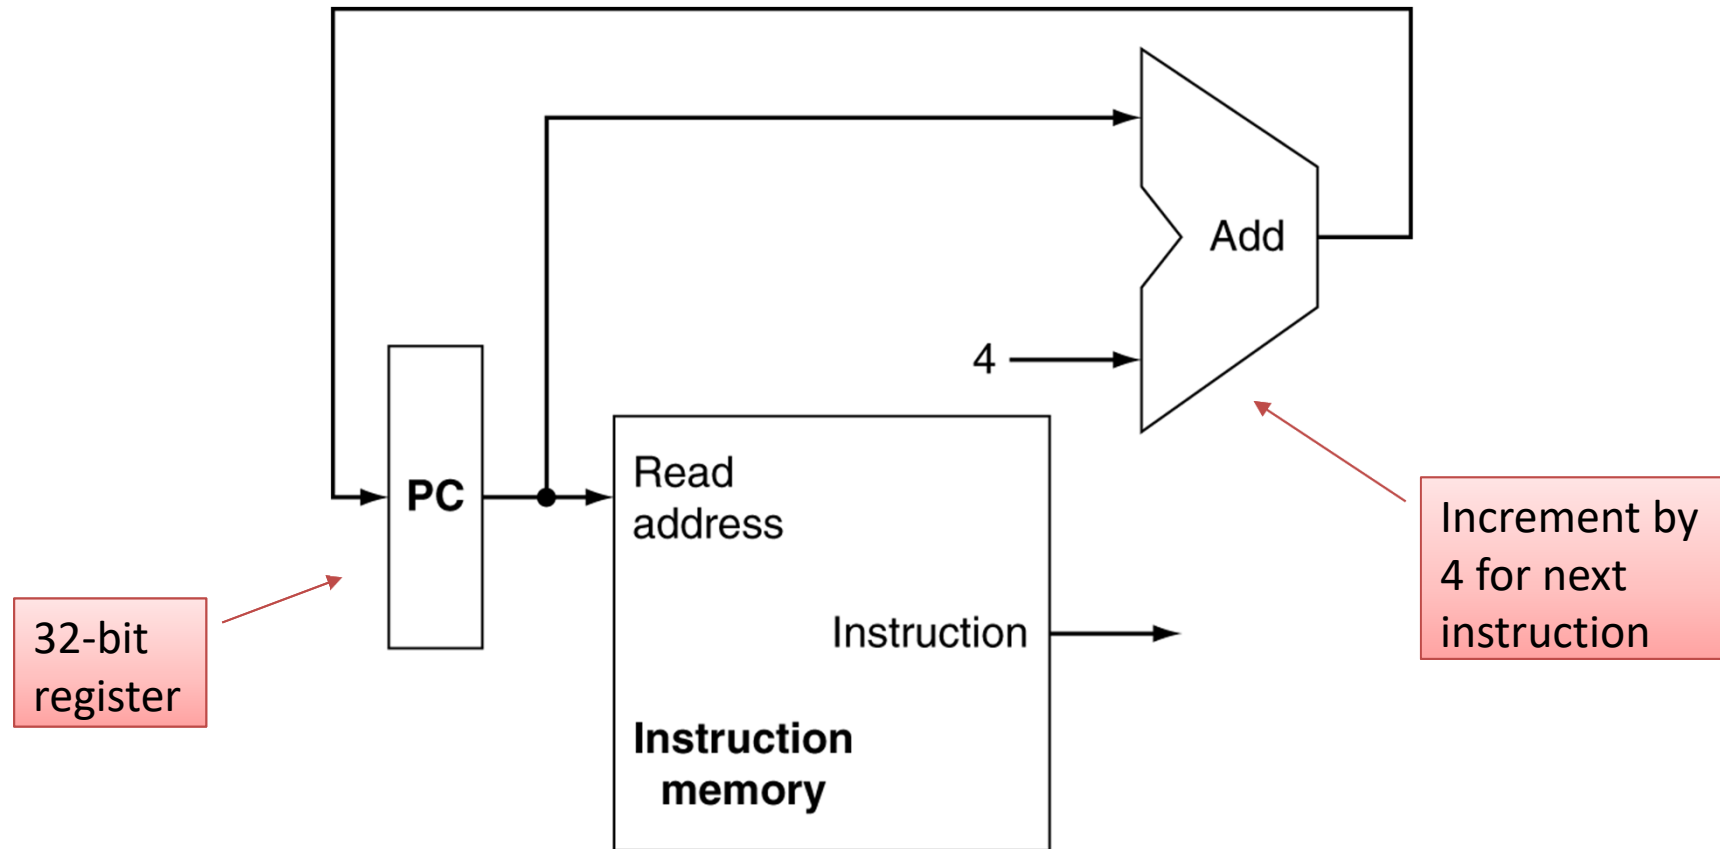 Add
4
PC
Read
address
Increment by
4 for next
instruction
32-bit
register
Instruction
Instruction
memory